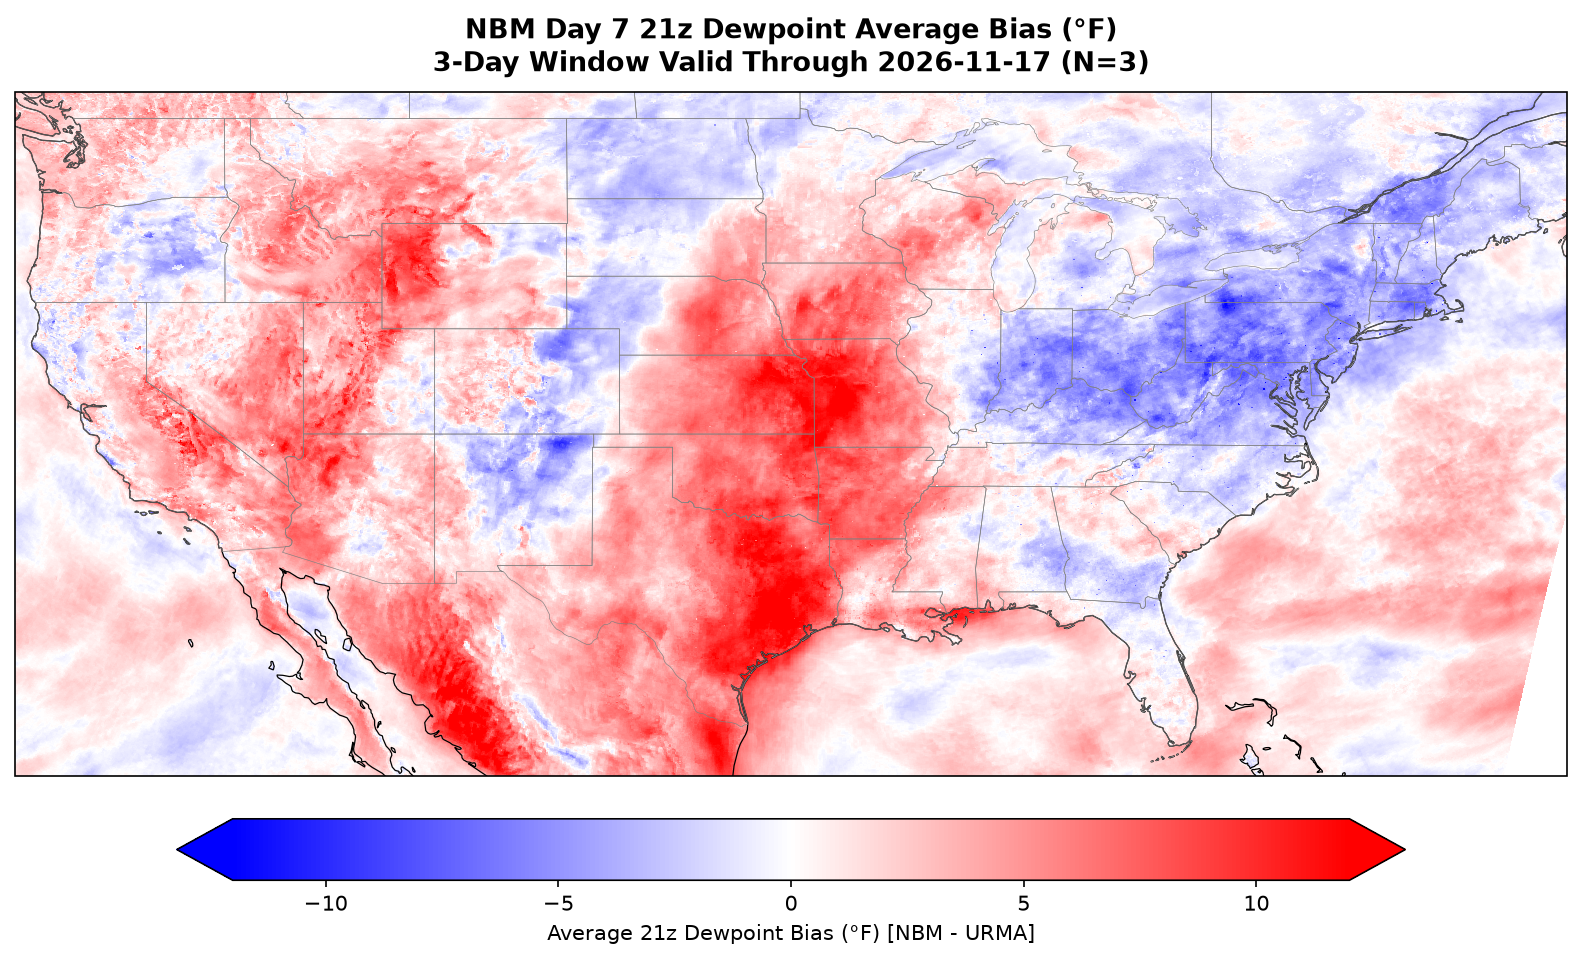 NBM Day 7 21z Dewpoint Average Bias (°F)
3-Day Window Valid Through 2026-11-17 (N=3)
−10 −5 0 5 10
Average 21z Dewpoint Bias (°F) [NBM - URMA]